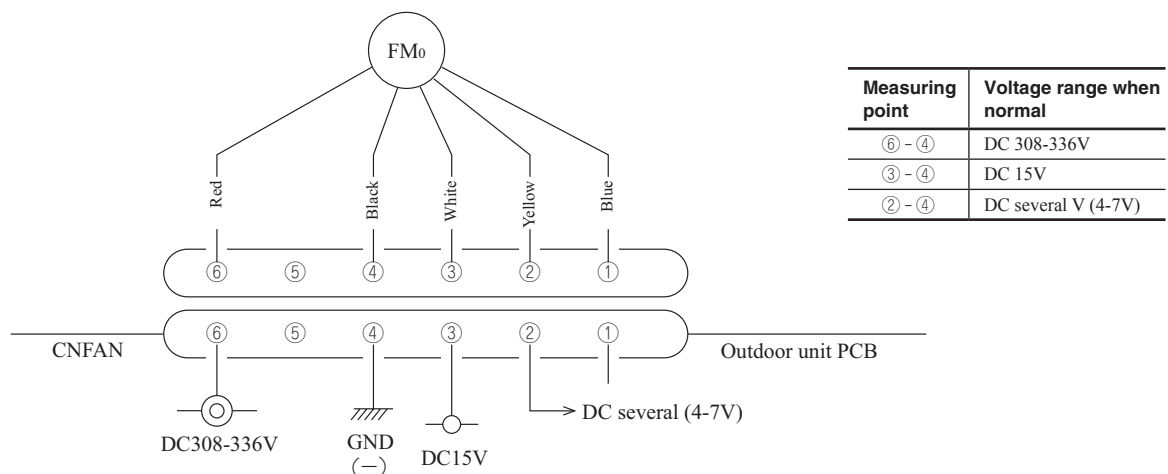 FM0
Red
Black
White
Yellow
Blue
⑥ ⑤ ④ ③ ② ①
⑥ ⑤ ④ ③ ② ①
CNFAN
Outdoor unit PCB
DC308-336V
GND
(−)
DC15V
DC several (4-7V)
Measuring point
Voltage range when normal
⑥ - ④ DC 308-336V
③ - ④ DC 15V
② - ④ DC several V (4-7V)